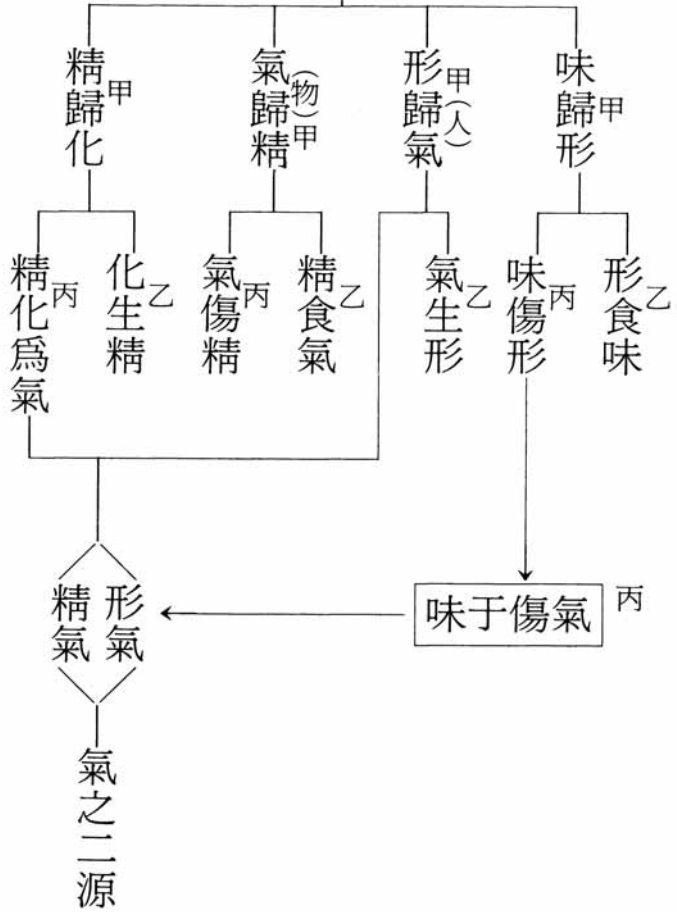 味歸形甲
形歸氣甲(人)
氣歸精(物)甲
精歸化甲
形食味乙
味傷形丙
氣生形乙
精食氣乙
氣傷精丙
化生精乙
精化爲氣丙
味于傷氣丙
形氣
精氣
氣之二源